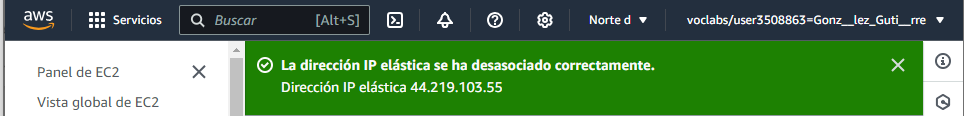 aws
Servicios
Buscar
[Alt+S]
Norte d
voclabs/user3508863=Gonz__lez_Guti__rre
Panel de EC2
Vista global de EC2
La dirección IP elástica se ha desasociado correctamente.
Dirección IP elástica 44.219.103.55